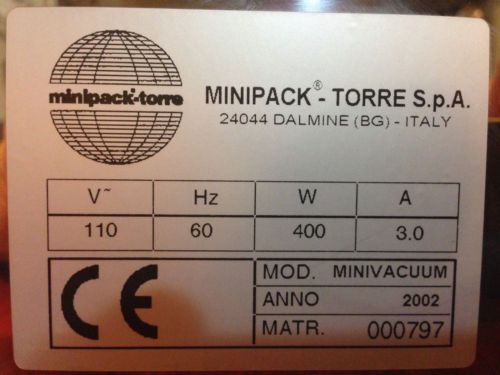 minipack-torre
MINIPACK® - TORRE S.p.A.
24044 DALMINE (BG) - ITALY
V~ Hz W A
110 60 400 3.0
CE
MOD. MINIVACUUM
ANNO 2002
MATR. 000797